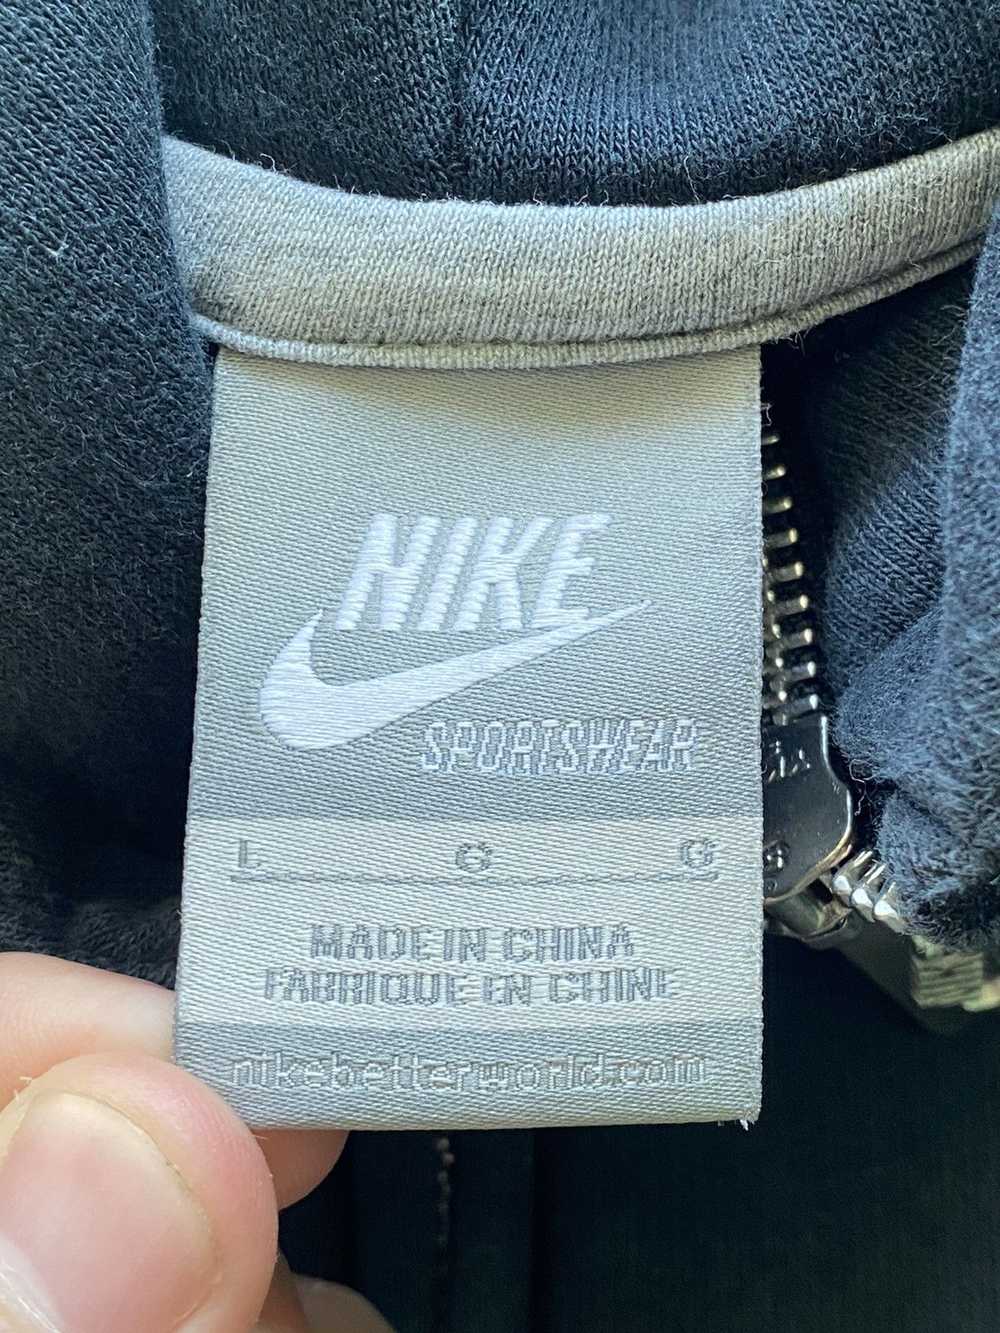 NIKE
SPORTSWEAR
L G G
MADE IN CHINA
FABRIQUE EN CHINE
nikebetterworld.com